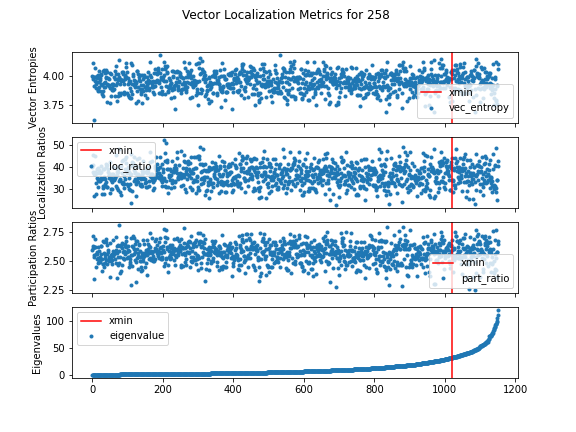 Vector Localization Metrics for 258
Vector Entropies
4.00
3.75
xmin
vec_entropy
Localization Ratios
50
40
30
xmin
loc_ratio
Participation Ratios
2.75
2.50
2.25
xmin
part_ratio
Eigenvalues
100
50
0
xmin
eigenvalue
0 200 400 600 800 1000 1200